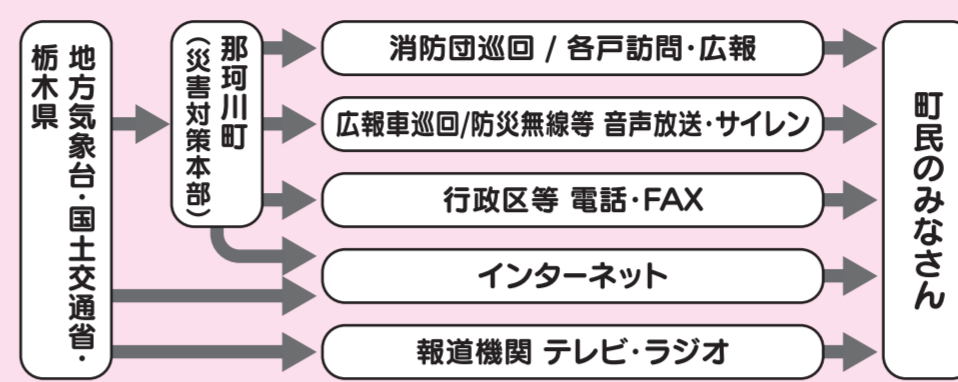 地方気象台・国土交通省・
栃木県
那珂川町
（災害対策本部）
消防団巡回 / 各戸訪問・広報
広報車巡回/防災無線等 音声放送・サイレン
行政区等 電話・FAX
インターネット
報道機関 テレビ・ラジオ
町民のみなさん